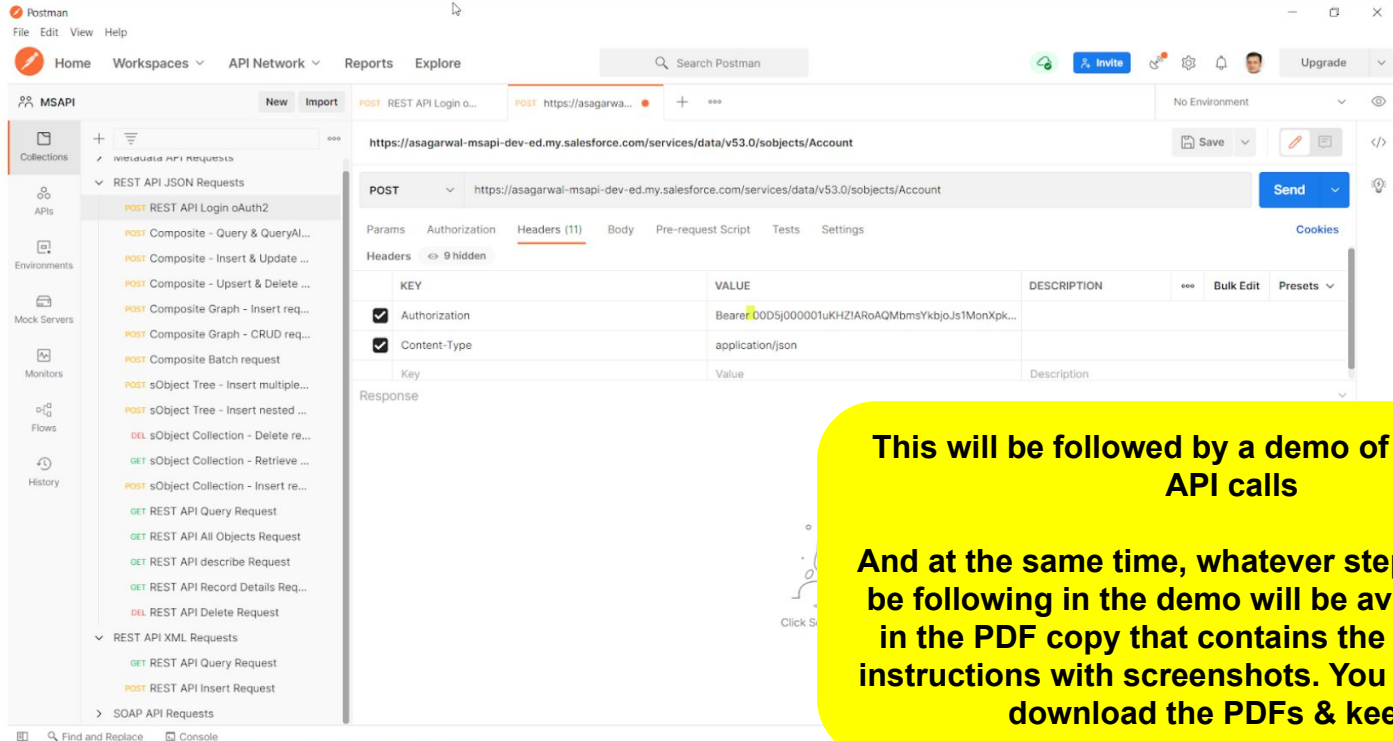 Postman
File Edit View Help
Home Workspaces API Network Reports Explore Search Postman Invite Upgrade
MSAPI New Import POST REST API Login o... POST https://asagarwa... + ooo No Environment
Collections
APIs
Environments
Mock Servers
Monitors
Flows
History
Metadata API Requests
REST API JSON Requests
POST REST API Login oAuth2
POST Composite - Query & QueryAl...
POST Composite - Insert & Update ...
POST Composite - Upsert & Delete ...
POST Composite Graph - Insert req...
POST Composite Graph - CRUD req...
POST Composite Batch request
POST sObject Tree - Insert multiple...
POST sObject Tree - Insert nested ...
DEL sObject Collection - Delete re...
GET sObject Collection - Retrieve ...
POST sObject Collection - Insert re...
GET REST API Query Request
GET REST API All Objects Request
GET REST API describe Request
GET REST API Record Details Req...
DEL REST API Delete Request
REST API XML Requests
GET REST API Query Request
POST REST API Insert Request
SOAP API Requests
https://asagarwal-msapi-dev-ed.my.salesforce.com/services/data/v53.0/sobjects/Account Save
POST https://asagarwal-msapi-dev-ed.my.salesforce.com/services/data/v53.0/sobjects/Account Send
Params Authorization Headers (11) Body Pre-request Script Tests Settings Cookies
Headers 9 hidden
KEY VALUE DESCRIPTION ooo Bulk Edit Presets
Authorization Bearer 00D5j000001uKHZ!ARoAQMbmsYkbjoJs1MonXpk...
Content-Type application/json
Key Value Description
Response
Click
This will be followed by a demo of
API calls
And at the same time, whatever
be following in the demo will be
in the PDF copy that contains the
instructions with screenshots. You
download the PDFs &
Find and Replace Console